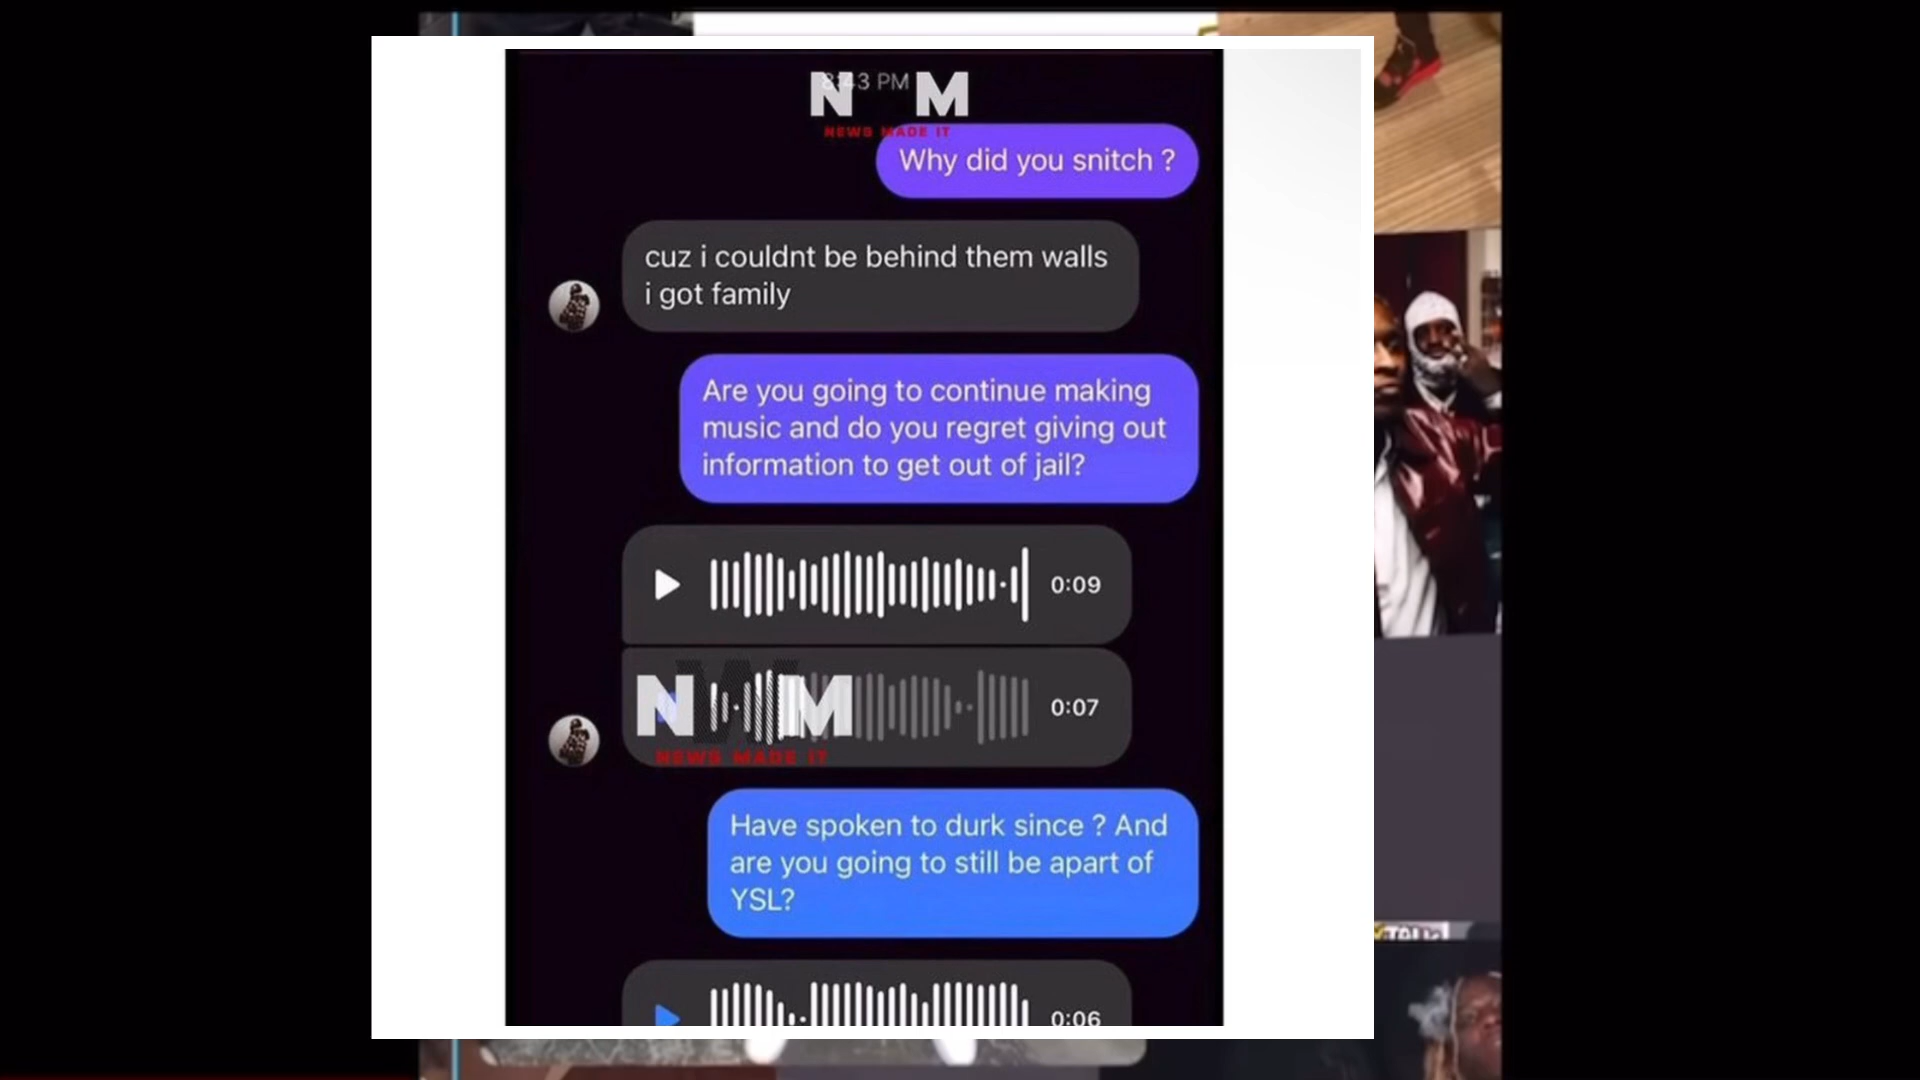 8:43 PM
N M
NEWS MADE IT
Why did you snitch ?
cuz i couldnt be behind them walls
i got family
Are you going to continue making
music and do you regret giving out
information to get out of jail?
0:09
N W M
0:07
NEWS MADE IT
Have spoken to durk since ? And
are you going to still be apart of
YSL?
0:06